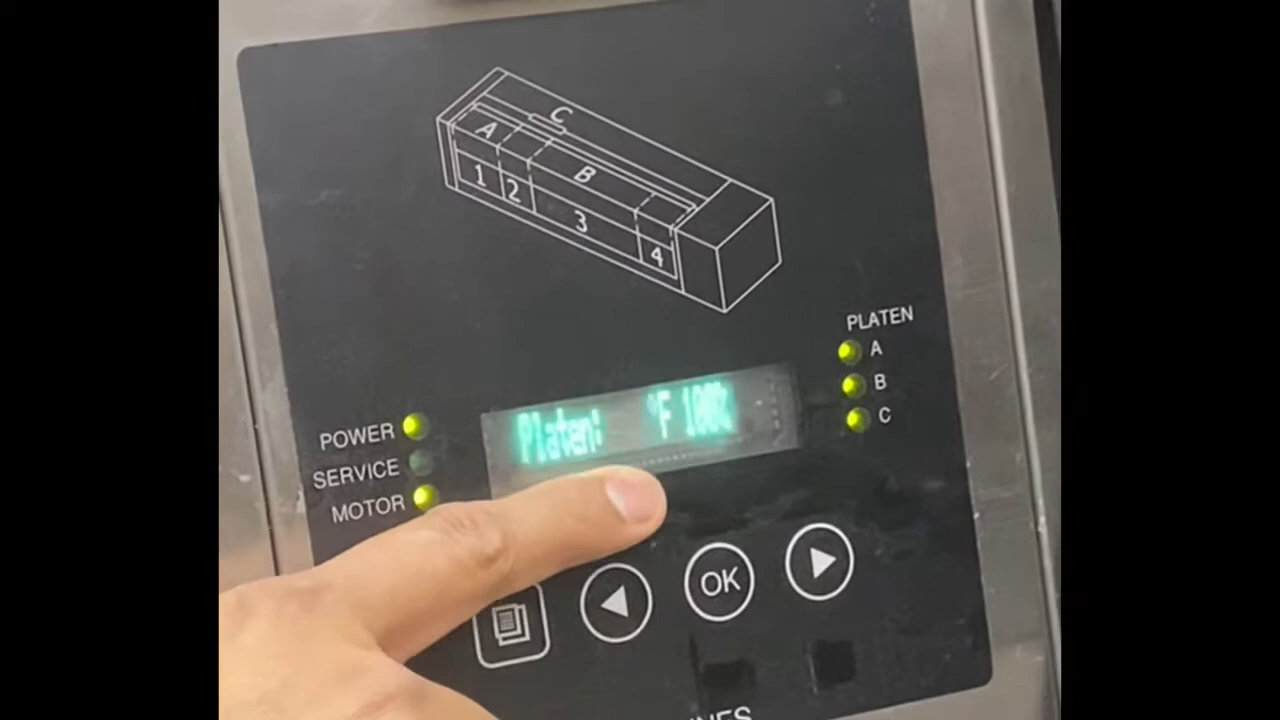 C
A
B
1
2
3
4
PLATEN
A
B
C
POWER
SERVICE
MOTOR
Platen: °F 100%
OK